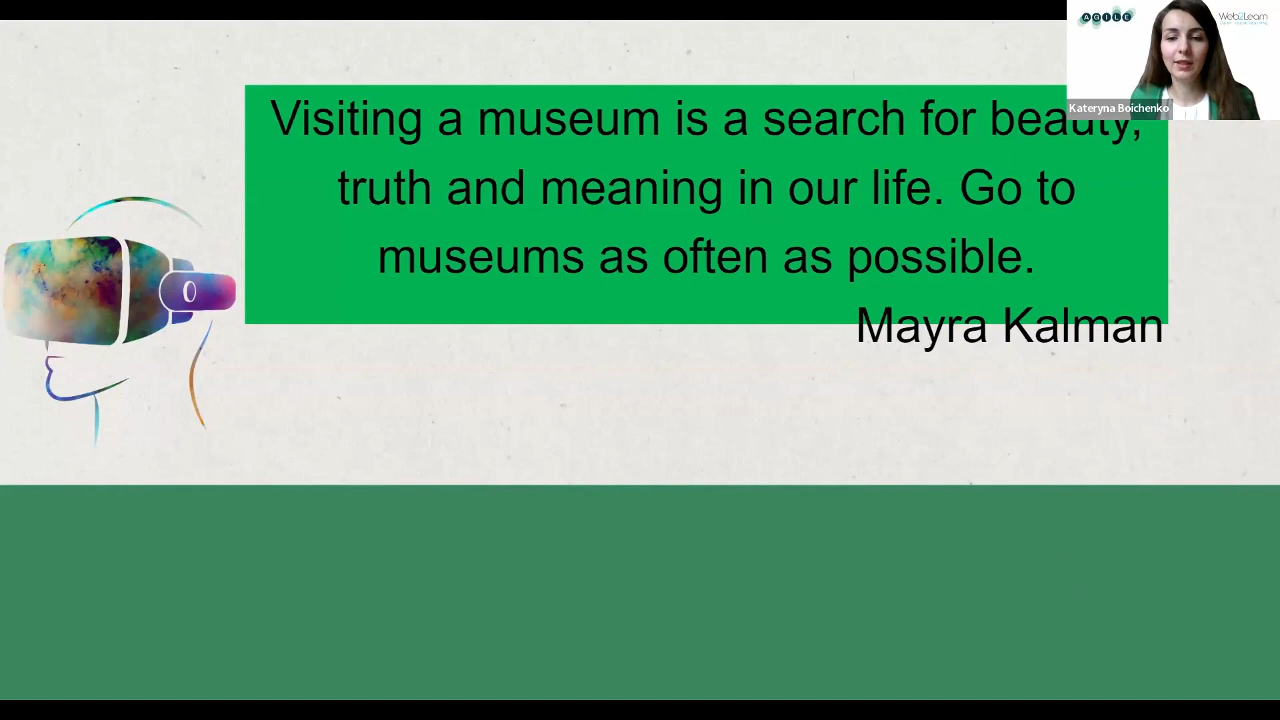 AGILE
Web2Learn
Kateryna Boichenko
Visiting a museum is a search for beauty,
truth and meaning in our life. Go to
museums as often as possible.
Mayra Kalman